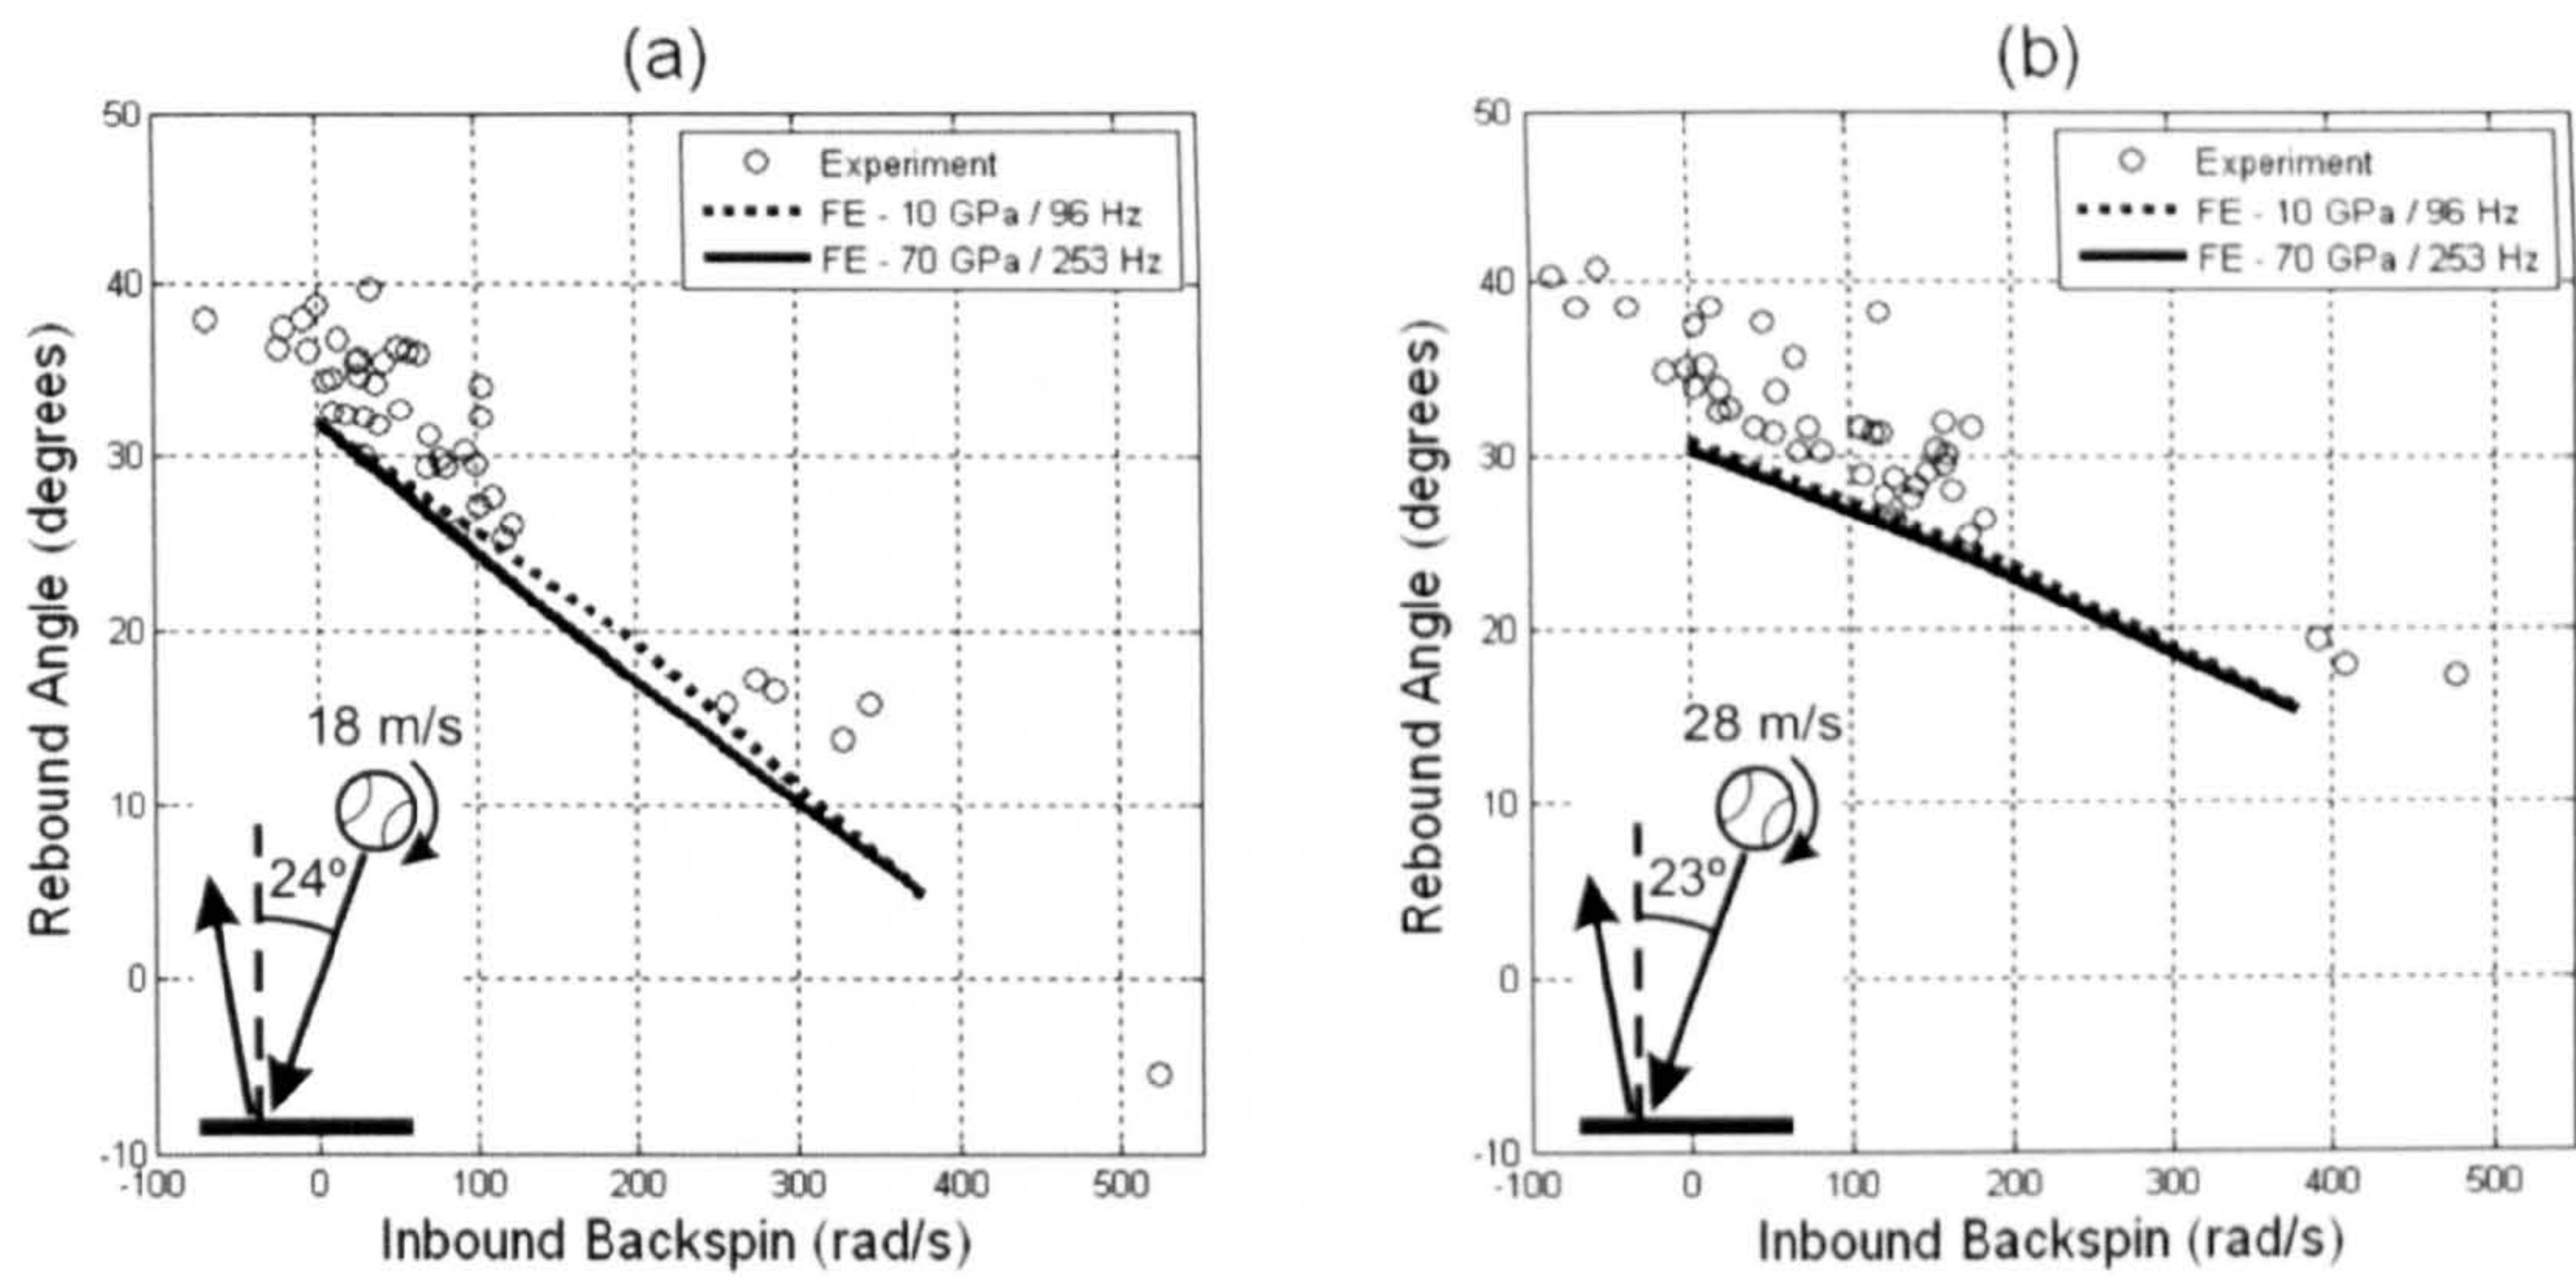 (a)
Rebound Angle (degrees)
50
40
30
20
10
0
-10
Experiment
FE - 10 GPa / 96 Hz
FE - 70 GPa / 253 Hz
18 m/s
24º
-100 0 100 200 300 400 500
Inbound Backspin (rad/s)
(b)
Rebound Angle (degrees)
50
40
30
20
10
0
-10
Experiment
FE - 10 GPa / 96 Hz
FE - 70 GPa / 253 Hz
28 m/s
23º
-100 0 100 200 300 400 500
Inbound Backspin (rad/s)